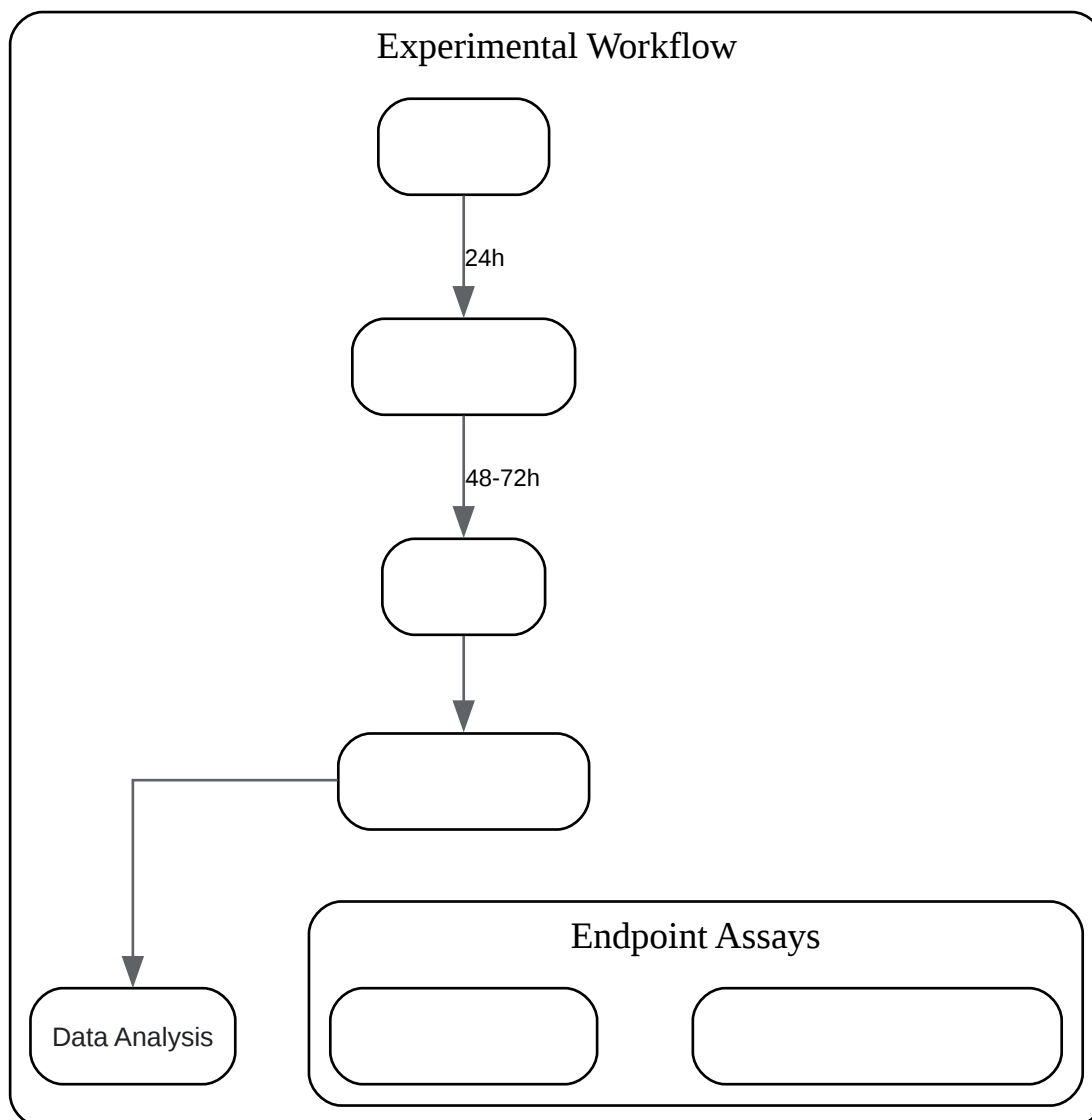 Experimental Workflow
24h
48-72h
Endpoint Assays
Data Analysis